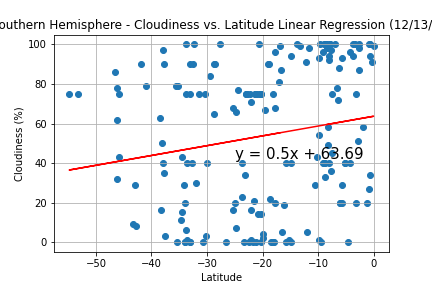 outhern Hemisphere - Cloudiness vs. Latitude Linear Regression (12/13/
100
80
60
40
20
0
Cloudiness (%)
y = 0.5x + 63.69
−50 −40 −30 −20 −10 0
Latitude